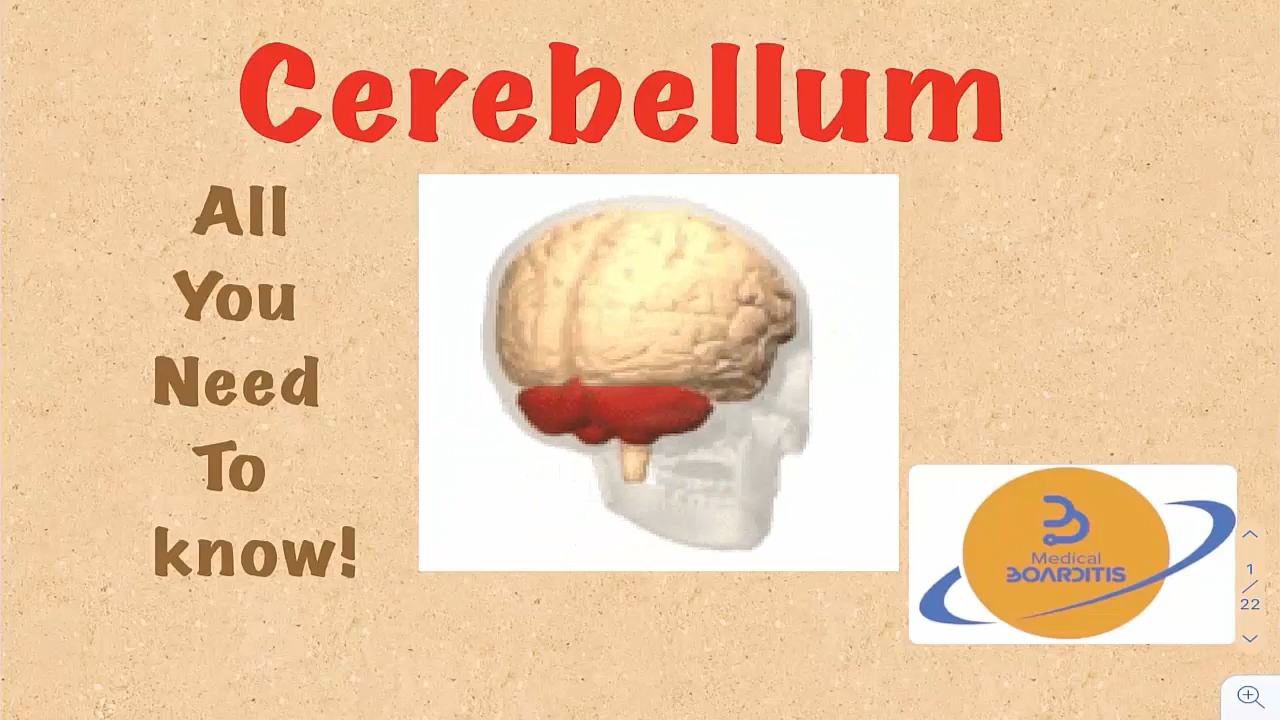 Cerebellum
All
You
Need
To
know!
Medical
BOARDITIS
1
/
22